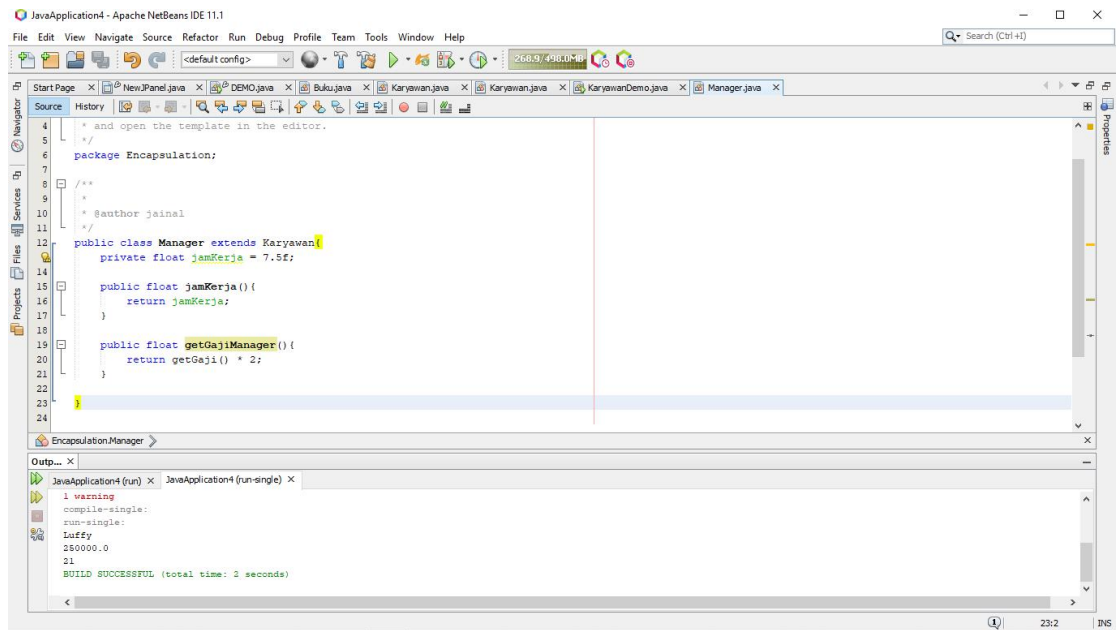 JavaApplication4 - Apache NetBeans IDE 11.1
File Edit View Navigate Source Refactor Run Debug Profile Team Tools Window Help
Search (Ctrl+I)
<default config>
268.9/498.0MB
Start Page
NewJPanel.java
DEMO.java
Buku.java
Karyawan.java
Karyawan.java
KaryawanDemo.java
Manager.java
Source History
Navigator
Services
Files
Projects
Properties
4 * and open the template in the editor.
5 */
6 package Encapsulation;
7
8 /**
9 *
10 * @author jainal
11 */
12 public class Manager extends Karyawan{
private float jamKerja = 7.5f;
14
15 public float jamKerja(){
16 return jamKerja;
17 }
18
19 public float getGajiManager(){
20 return getGaji() * 2;
21 }
22
23 }
24
Encapsulation.Manager
Outp...
JavaApplication4 (run)
JavaApplication4 (run-single)
1 warning
compile-single:
run-single:
Luffy
250000.0
21
BUILD SUCCESSFUL (total time: 2 seconds)
1
23:2
INS